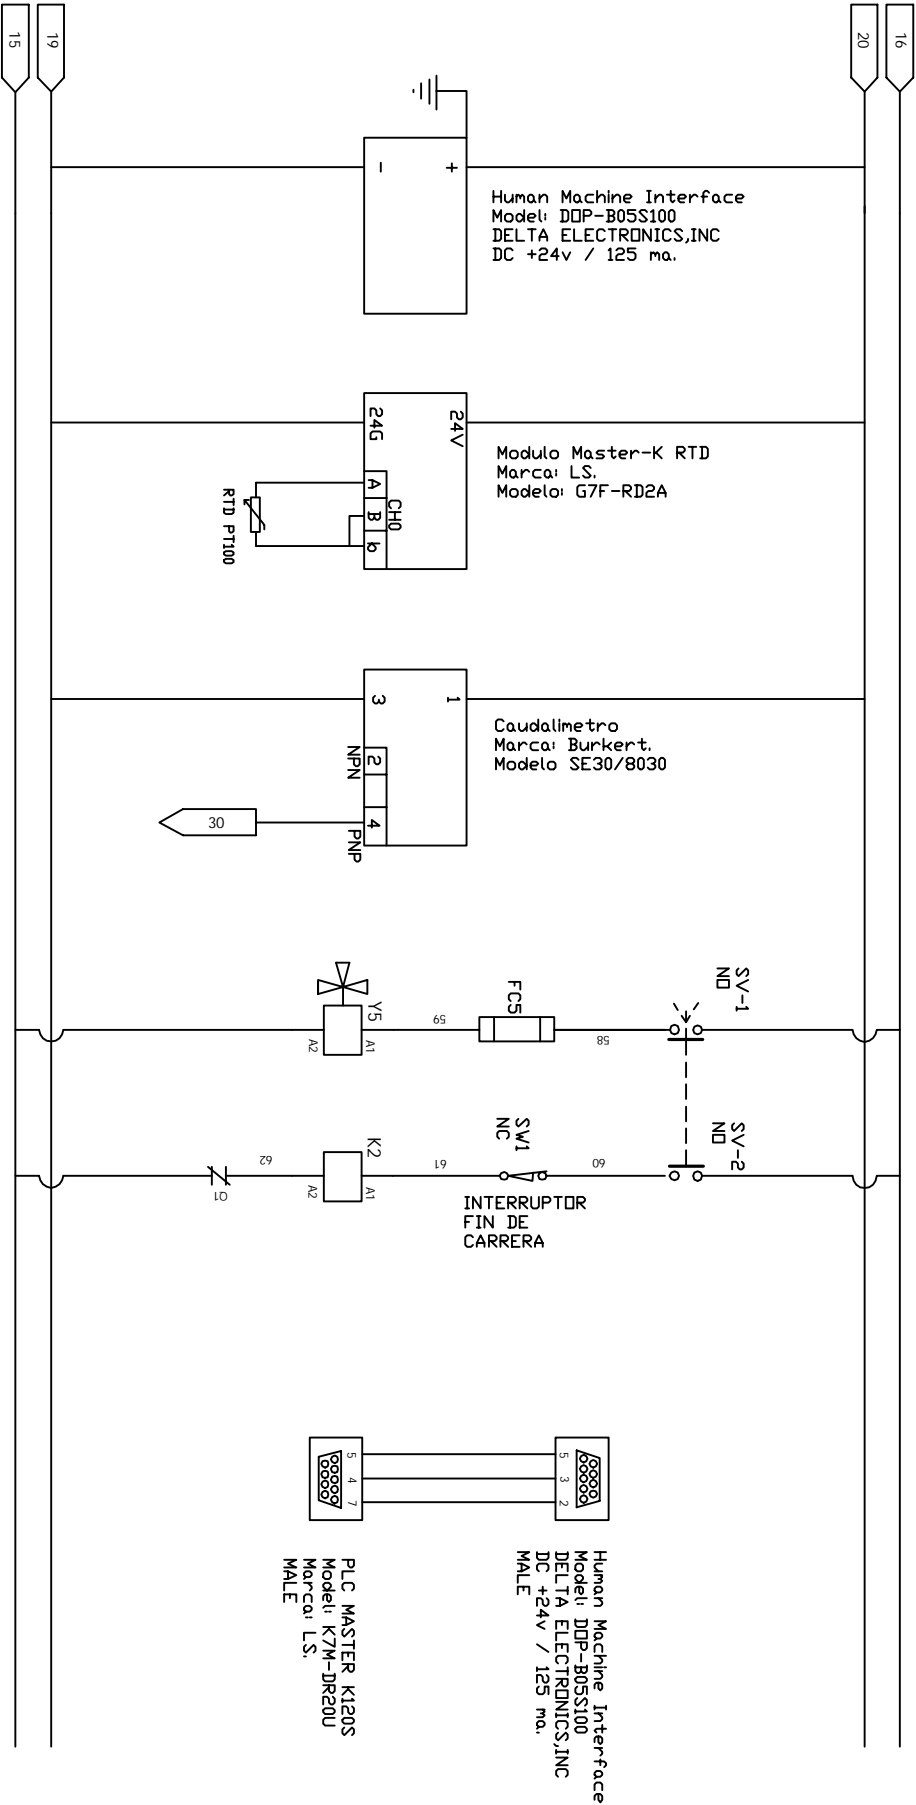 15
19
20
16
+
-
Human Machine Interface
Model: DOP-B05S100
DELTA ELECTRONICS,INC
DC +24v / 125 ma.
24V
24G
A
B
b
CH0
RTD PT100
Modulo Master-K RTD
Marca: LS.
Modelo: G7F-RD2A
1
3
2
4
NPN
PNP
30
Caudalimetro
Marca: Burkert.
Modelo SE30/8030
SV-1
NO
FC5
58
59
Y5
A1
A2
SV-2
NO
SW1
NC
60
61
INTERRUPTOR
FIN DE
CARRERA
K2
A1
A2
62
Q1
5
3
2
5
4
7
Human Machine Interface
Model: DOP-B05S100
DELTA ELECTRONICS,INC
DC +24v / 125 ma.
MALE
PLC MASTER K120S
Model: K7M-DR20U
Marca: LS.
MALE